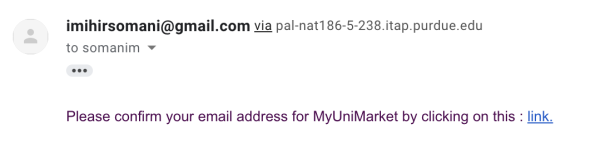 imihirsomani@gmail.com via pal-nat186-5-238.itap.purdue.edu
to somanim
Please confirm your email address for MyUniMarket by clicking on this : link.